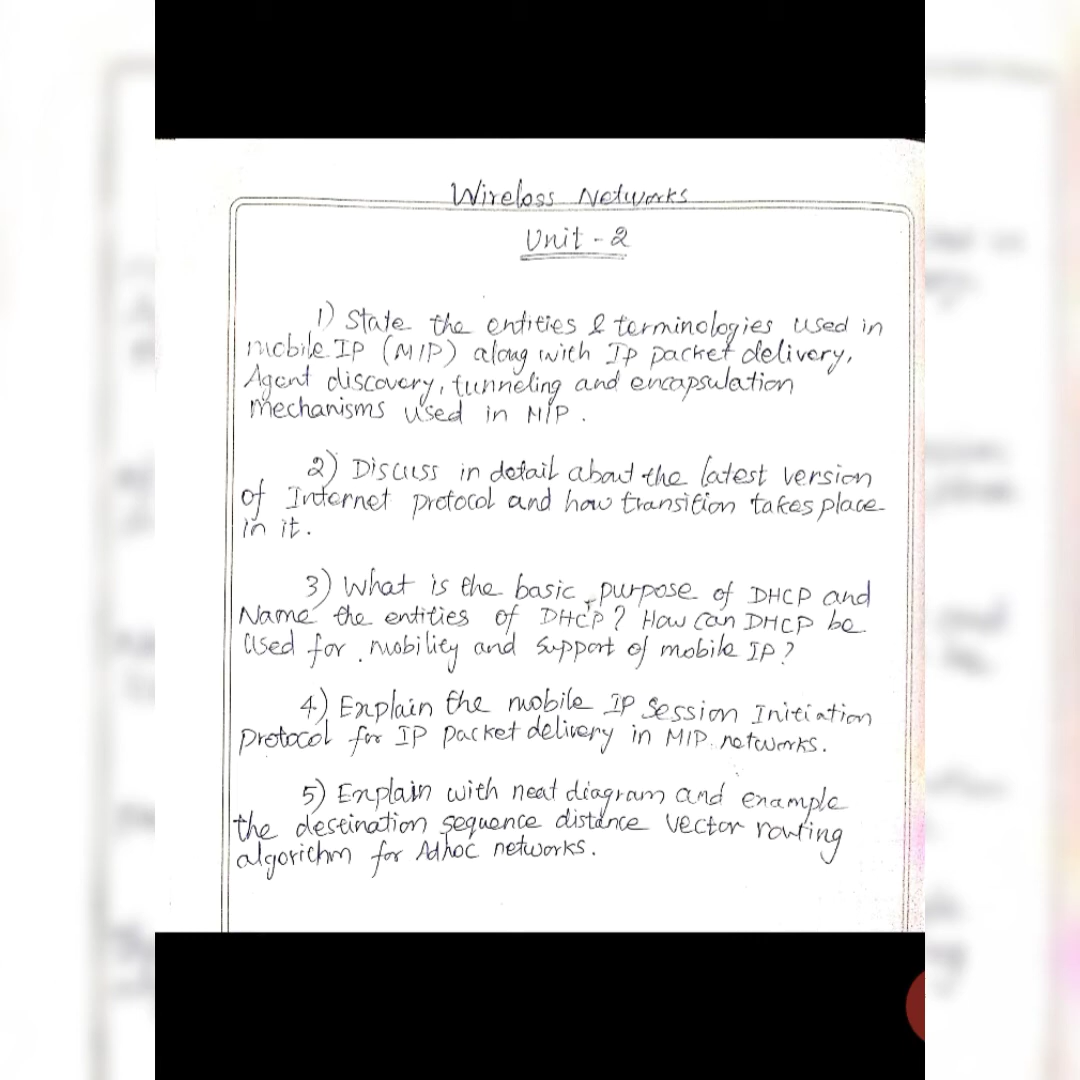 Wireless Networks
Unit - 2
1) State the entities & terminologies used in
mobile IP (MIP) along with IP packet delivery,
Agent discovery, tunneling and encapsulation
mechanisms used in MIP.
2) Discuss in detail about the latest version
of Internet protocol and how transition takes place
in it.
3) What is the basic purpose of DHCP and
Name the entities of DHCP? How can DHCP be
used for mobility and support of mobile IP?
4) Explain the mobile IP Session Initiation
protocol for IP packet delivery in MIP networks.
5) Explain with neat diagram and example
the destination sequence distance vector routing
algorithm for Adhoc networks.